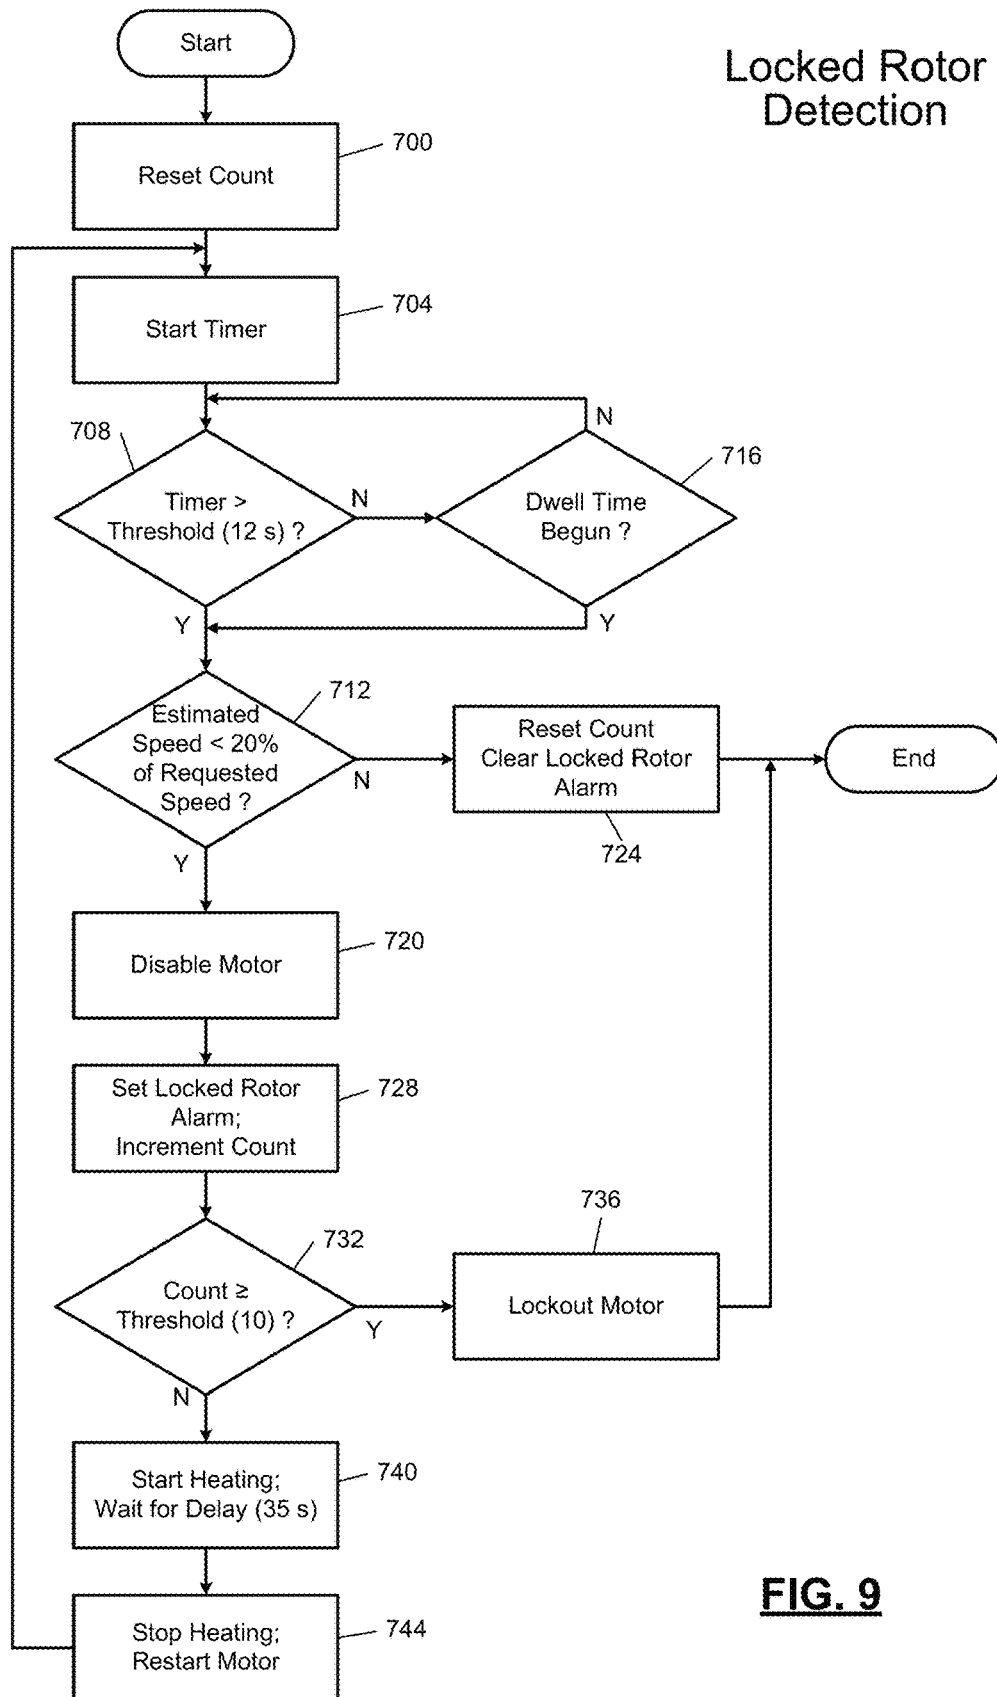 Start
Locked Rotor
Detection
700
Reset Count
704
Start Timer
N
708
716
Timer >
Threshold (12 s) ?
N
Dwell Time
Begun ?
Y
Y
712
Estimated
Speed < 20%
of Requested
Speed ?
N
Reset Count
Clear Locked Rotor
Alarm
End
724
Y
720
Disable Motor
728
Set Locked Rotor
Alarm;
Increment Count
736
732
Count ≥
Threshold (10) ?
Y
Lockout Motor
N
740
Start Heating;
Wait for Delay (35 s)
744
Stop Heating;
Restart Motor
FIG. 9